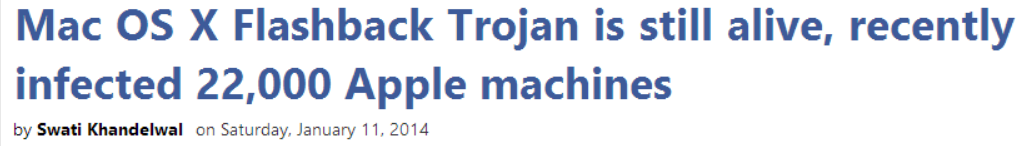 Mac OS X Flashback Trojan is still alive, recently
infected 22,000 Apple machines
by Swati Khandelwal on Saturday, January 11, 2014